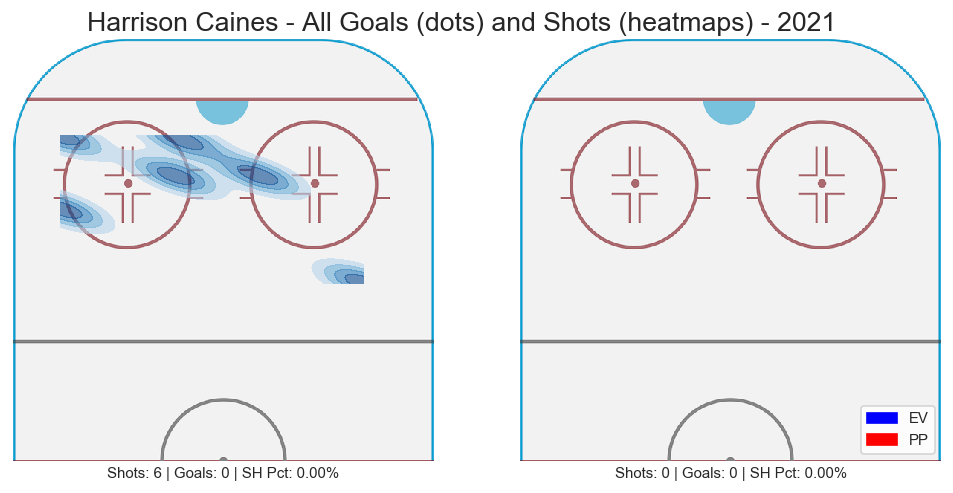 Harrison Caines - All Goals (dots) and Shots (heatmaps) - 2021
EV
PP
Shots: 6 | Goals: 0 | SH Pct: 0.00%
Shots: 0 | Goals: 0 | SH Pct: 0.00%